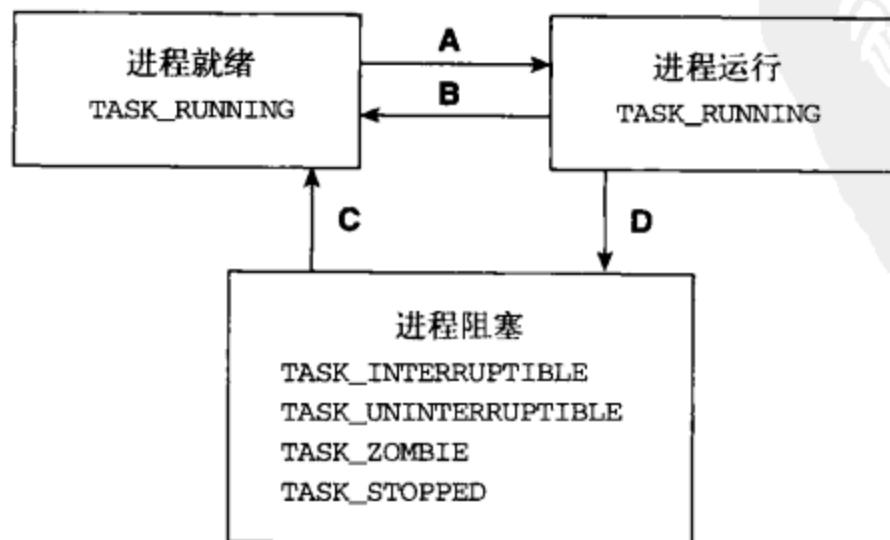 进程就绪
TASK_RUNNING
A
B
进程运行
TASK_RUNNING
C
D
进程阻塞
TASK_INTERRUPTIBLE
TASK_UNINTERRUPTIBLE
TASK_ZOMBIE
TASK_STOPPED